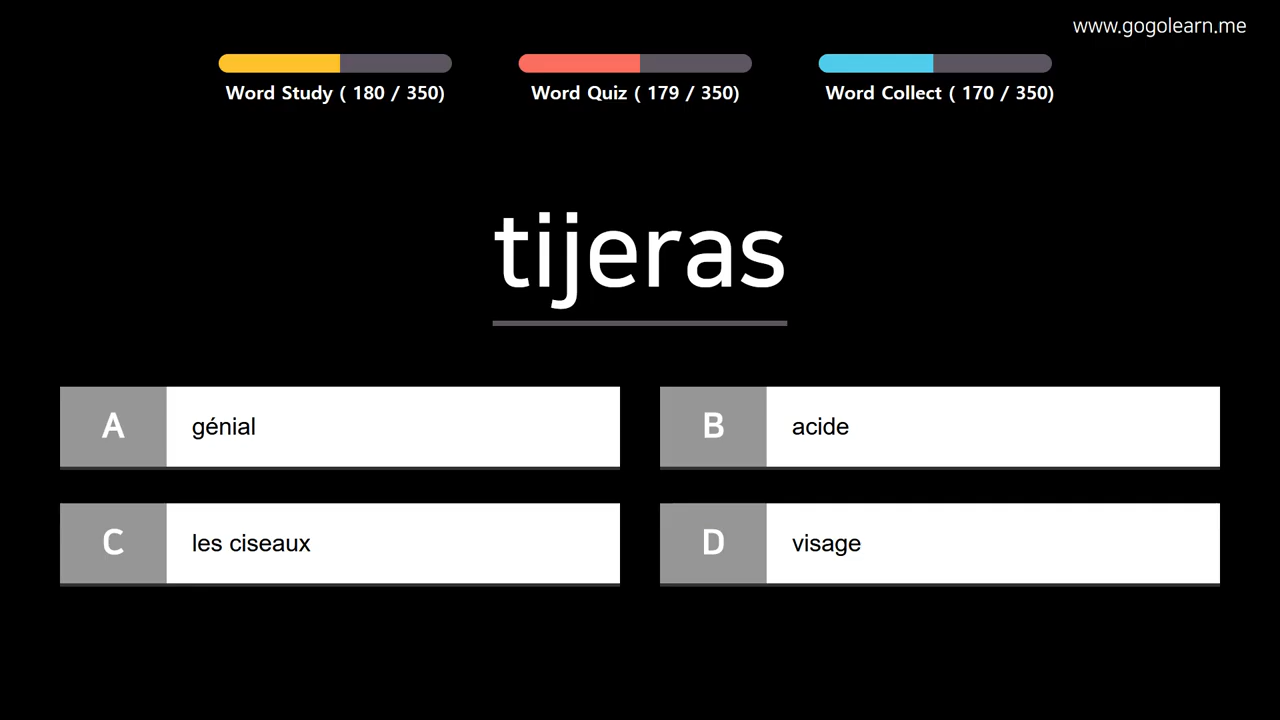 www.gogolearn.me
Word Study ( 180 / 350)
Word Quiz ( 179 / 350)
Word Collect ( 170 / 350)
tijeras
A
génial
B
acide
C
les ciseaux
D
visage